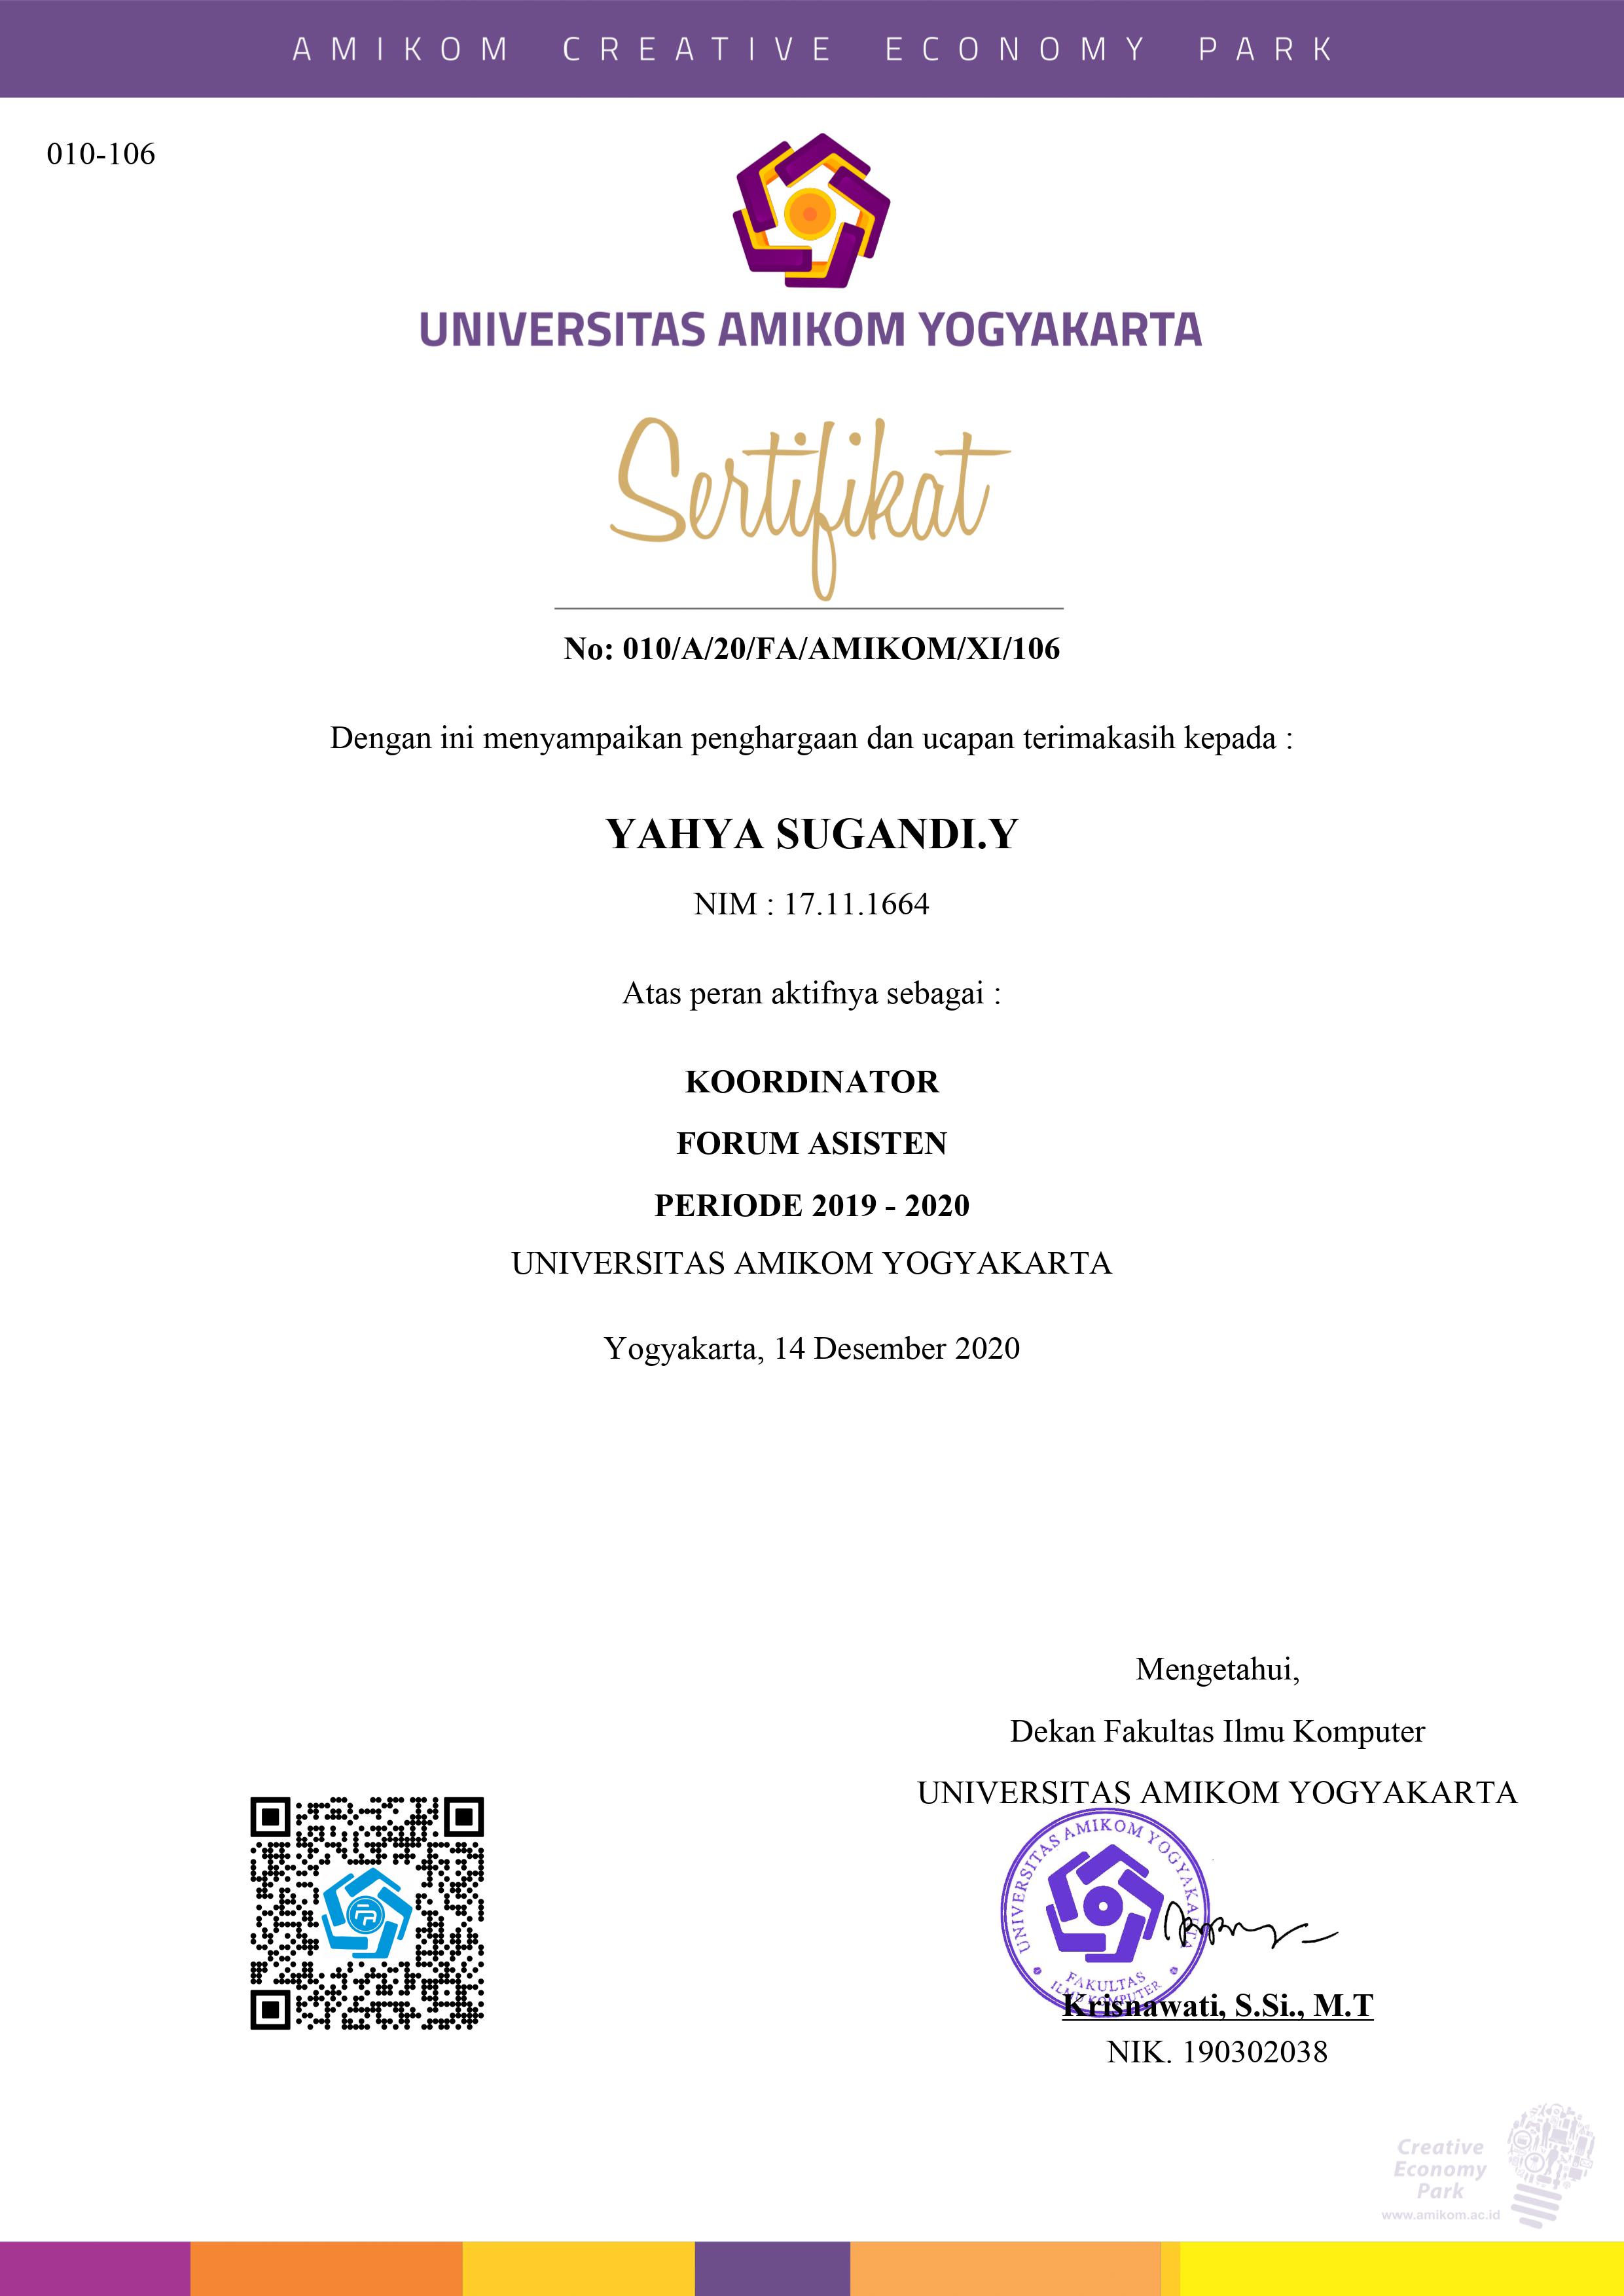 AMIKOM CREATIVE ECONOMY PARK
010-106
UNIVERSITAS AMIKOM YOGYAKARTA
Sertifikat
No: 010/A/20/FA/AMIKOM/XI/106
Dengan ini menyampaikan penghargaan dan ucapan terimakasih kepada :
YAHYA SUGANDI.Y
NIM : 17.11.1664
Atas peran aktifnya sebagai :
KOORDINATOR
FORUM ASISTEN
PERIODE 2019 - 2020
UNIVERSITAS AMIKOM YOGYAKARTA
Yogyakarta, 14 Desember 2020
Mengetahui,
Dekan Fakultas Ilmu Komputer
UNIVERSITAS AMIKOM YOGYAKARTA
UNIVERSITAS AMIKOM YOGYAKARTA
FAKULTAS
ILMU KOMPUTER
Krisnawati, S.Si., M.T
NIK. 190302038
Creative
Economy
Park
www.amikom.ac.id